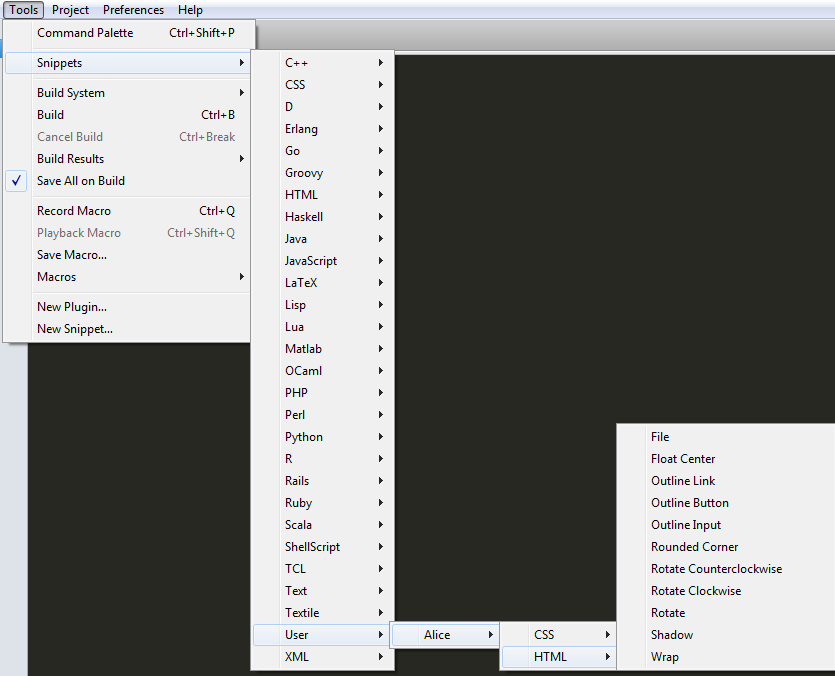 Tools Project Preferences Help
Command Palette Ctrl+Shift+P
Snippets
Build System
Build Ctrl+B
Cancel Build Ctrl+Break
Build Results
Save All on Build
Record Macro Ctrl+Q
Playback Macro Ctrl+Shift+Q
Save Macro...
Macros
New Plugin...
New Snippet...
C++
CSS
D
Erlang
Go
Groovy
HTML
Haskell
Java
JavaScript
LaTeX
Lisp
Lua
Matlab
OCaml
PHP
Perl
Python
R
Rails
Ruby
Scala
ShellScript
TCL
Text
Textile
User
XML
Alice
CSS
HTML
File
Float Center
Outline Link
Outline Button
Outline Input
Rounded Corner
Rotate Counterclockwise
Rotate Clockwise
Rotate
Shadow
Wrap